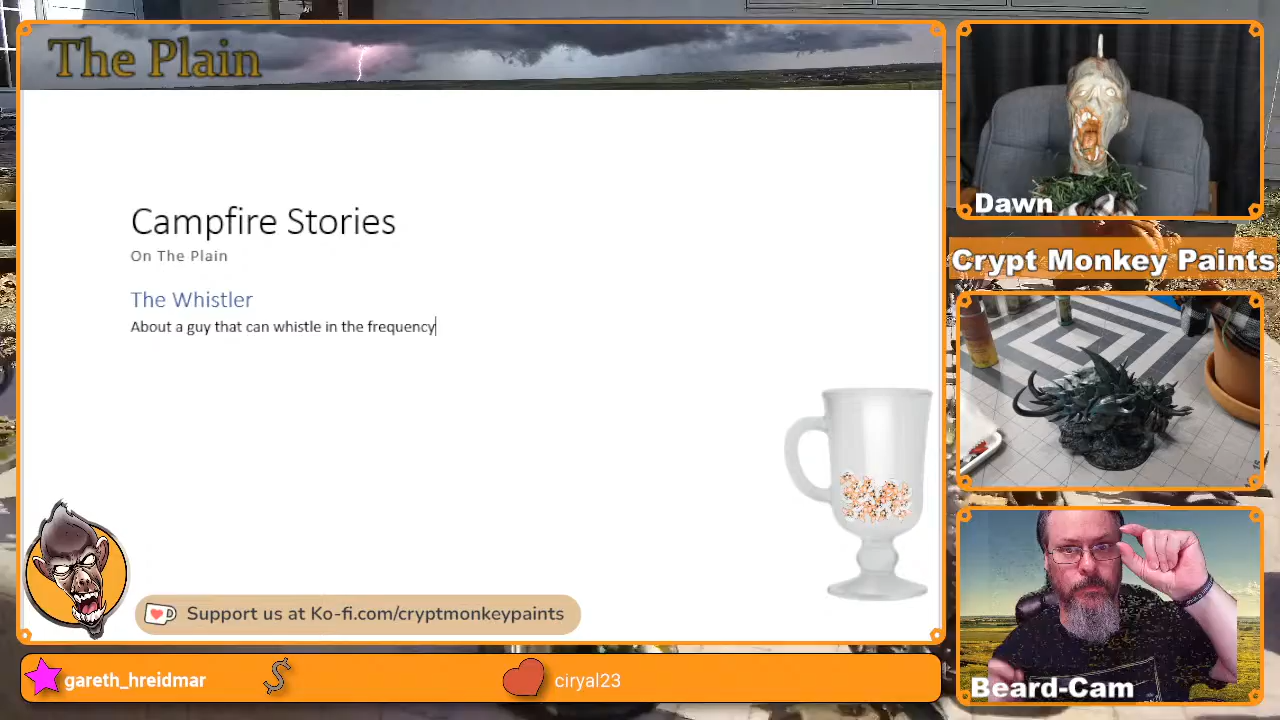 The Plain
Campfire Stories
On The Plain
The Whistler
About a guy that can whistle in the frequency
Support us at Ko-fi.com/cryptmonkeypaints
gareth_hreidmar
ciryal23
Dawn
Crypt Monkey Paints
Beard-Cam